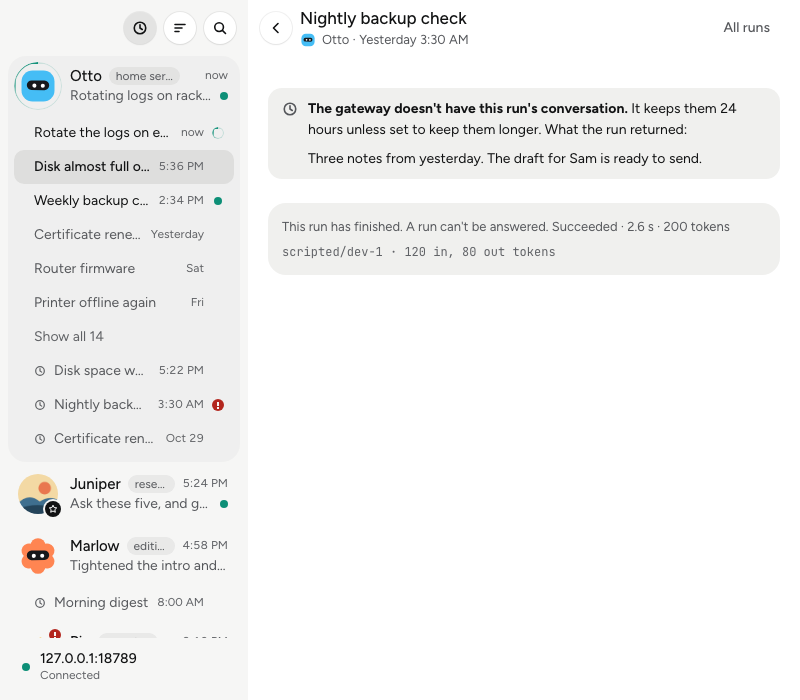 Otto home ser... now
Rotating logs on rack...
Rotate the logs on e... now
Disk almost full o... 5:36 PM
Weekly backup c... 2:34 PM
Certificate rene... Yesterday
Router firmware Sat
Printer offline again Fri
Show all 14
Disk space w... 5:22 PM
Nightly back... 3:30 AM
Certificate ren... Oct 29
Juniper rese... 5:24 PM
Ask these five, and g...
Marlow editi... 4:58 PM
Tightened the intro and...
Morning digest 8:00 AM
127.0.0.1:18789
Connected
Nightly backup check
Otto · Yesterday 3:30 AM
All runs
The gateway doesn't have this run's conversation. It keeps them 24
hours unless set to keep them longer. What the run returned:
Three notes from yesterday. The draft for Sam is ready to send.
This run has finished. A run can't be answered. Succeeded · 2.6 s · 200 tokens
scripted/dev-1 · 120 in, 80 out tokens